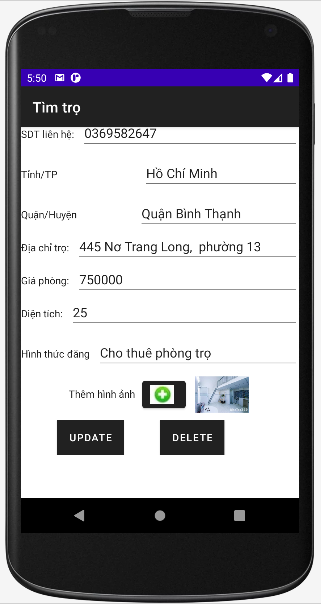 5:50
Tìm trọ
SDT liên hệ: 0369582647
Tỉnh/TP Hồ Chí Minh
Quận/Huyện Quận Bình Thạnh
Địa chỉ trọ: 445 Nơ Trang Long, phường 13
Giá phòng: 750000
Diện tích: 25
Hình thức đăng Cho thuê phòng trọ
Thêm hình ảnh
UPDATE DELETE